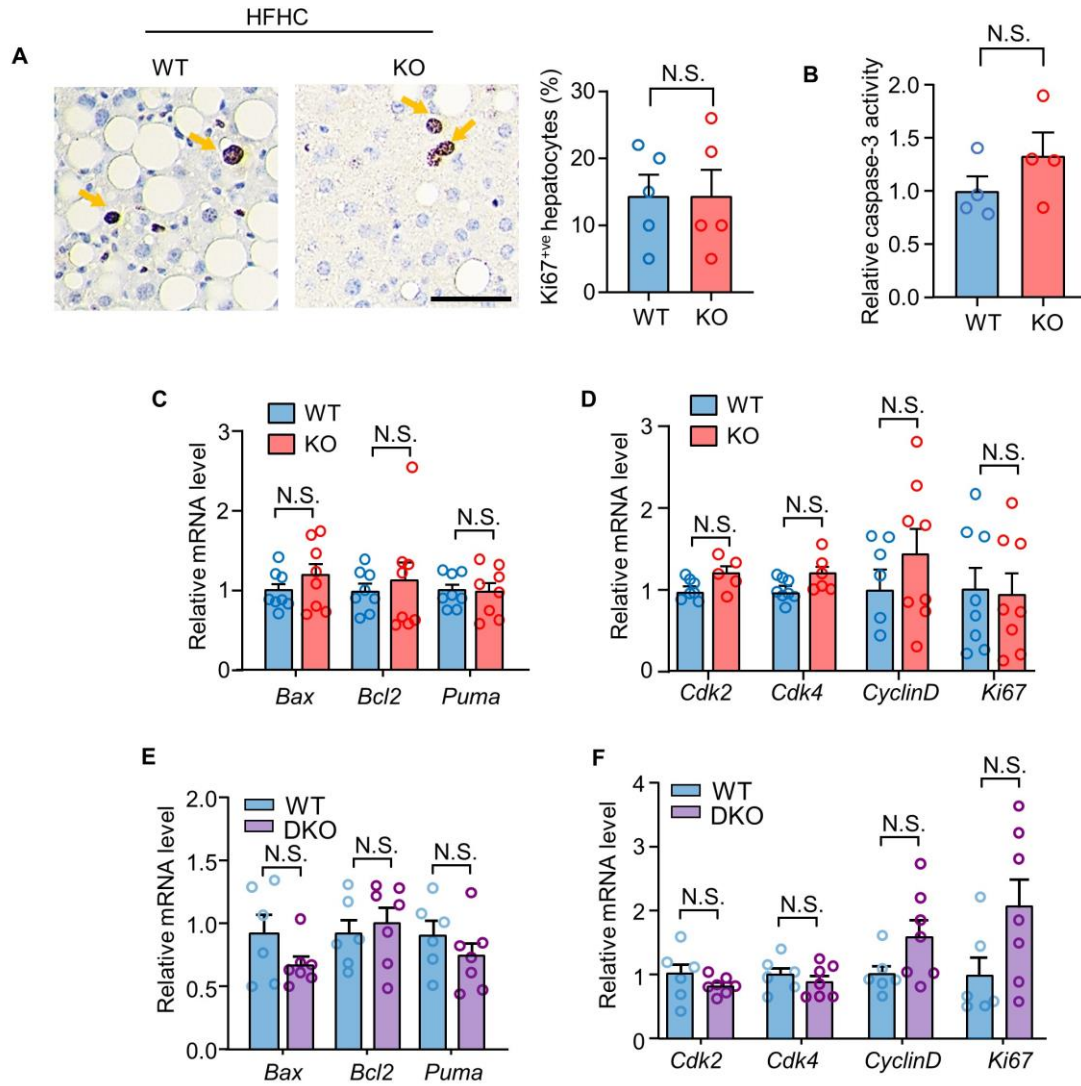 HFHC
A
WT
KO
Ki67+ve hepatocytes (%)
30
20
10
0
N.S.
WT
KO
B
Relative caspase-3 activity
2.0
1.5
1.0
0.5
0.0
N.S.
WT
KO
C
WT
KO
Relative mRNA level
3
2
1
0
N.S.
N.S.
N.S.
Bax
Bcl2
Puma
D
WT
KO
Relative mRNA level
3
2
1
0
N.S.
N.S.
N.S.
N.S.
Cdk2
Cdk4
CyclinD
Ki67
E
WT
DKO
Relative mRNA level
2.0
1.5
1.0
0.5
0.0
N.S.
N.S.
N.S.
Bax
Bcl2
Puma
F
WT
DKO
Relative mRNA level
4
3
2
1
0
N.S.
N.S.
N.S.
N.S.
Cdk2
Cdk4
CyclinD
Ki67